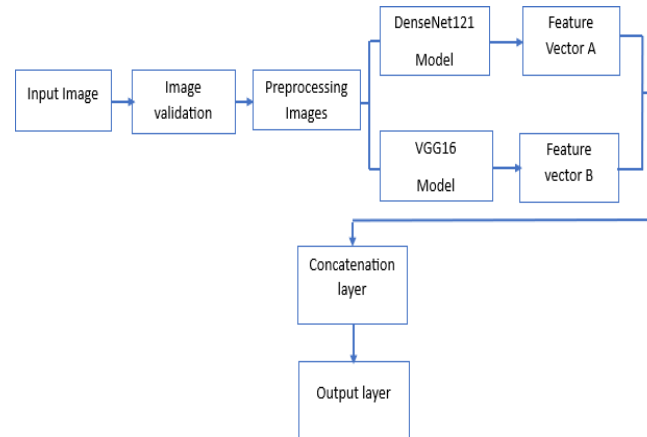 Input Image
Image
validation
Preprocessing
Images
DenseNet121
Model
Feature
Vector A
VGG16
Model
Feature
vector B
Concatenation
layer
Output layer